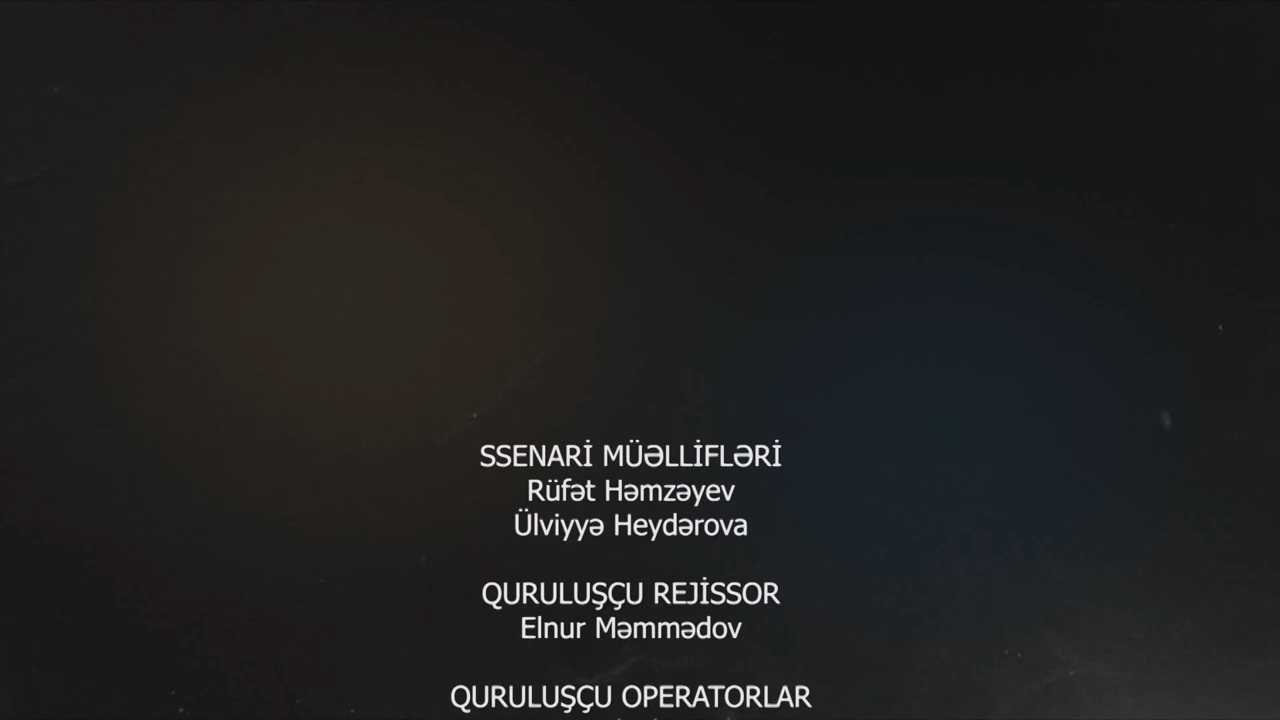 SSENARİ MÜƏLLİFLƏRİ
Rüfət Həmzəyev
Ülviyyə Heydərova
QURULUŞÇU REJİSSOR
Elnur Məmmədov
QURULUŞÇU OPERATORLAR